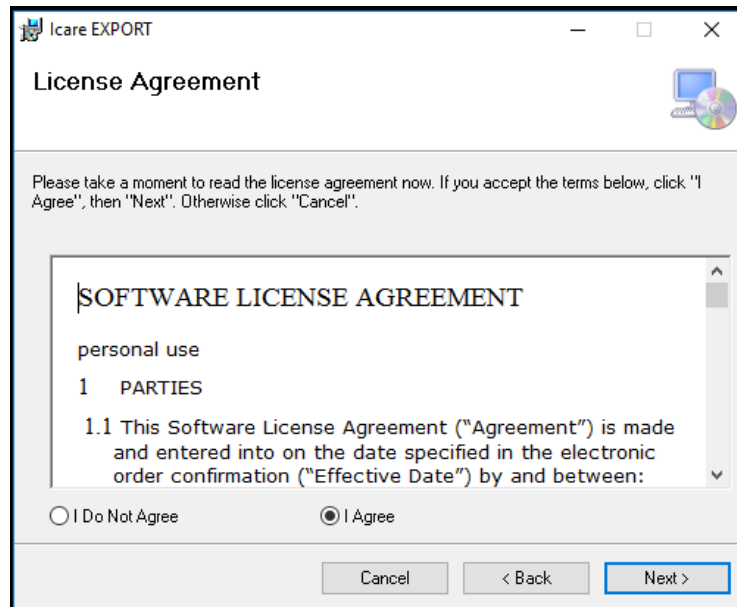 Icare EXPORT
License Agreement
Please take a moment to read the license agreement now. If you accept the terms below, click "I
Agree", then "Next". Otherwise click "Cancel".
SOFTWARE LICENSE AGREEMENT
personal use
1 PARTIES
1.1 This Software License Agreement (“Agreement”) is made
and entered into on the date specified in the electronic
order confirmation (“Effective Date”) by and between:
I Do Not Agree
I Agree
Cancel
< Back
Next >